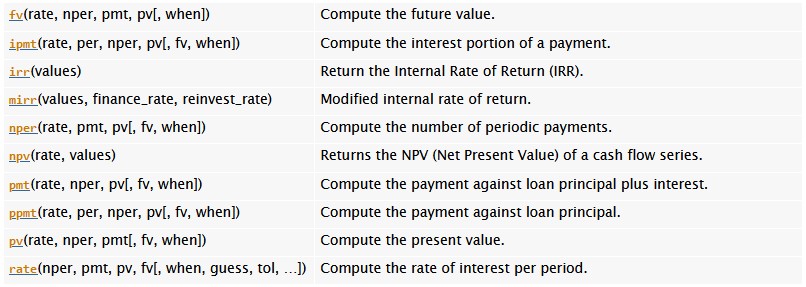 fv(rate, nper, pmt, pv[, when]) Compute the future value.
ipmt(rate, per, nper, pv[, fv, when]) Compute the interest portion of a payment.
irr(values) Return the Internal Rate of Return (IRR).
mirr(values, finance_rate, reinvest_rate) Modified internal rate of return.
nper(rate, pmt, pv[, fv, when]) Compute the number of periodic payments.
npv(rate, values) Returns the NPV (Net Present Value) of a cash flow series.
pmt(rate, nper, pv[, fv, when]) Compute the payment against loan principal plus interest.
ppmt(rate, per, nper, pv[, fv, when]) Compute the payment against loan principal.
pv(rate, nper, pmt[, fv, when]) Compute the present value.
rate(nper, pmt, pv, fv[, when, guess, tol, …]) Compute the rate of interest per period.